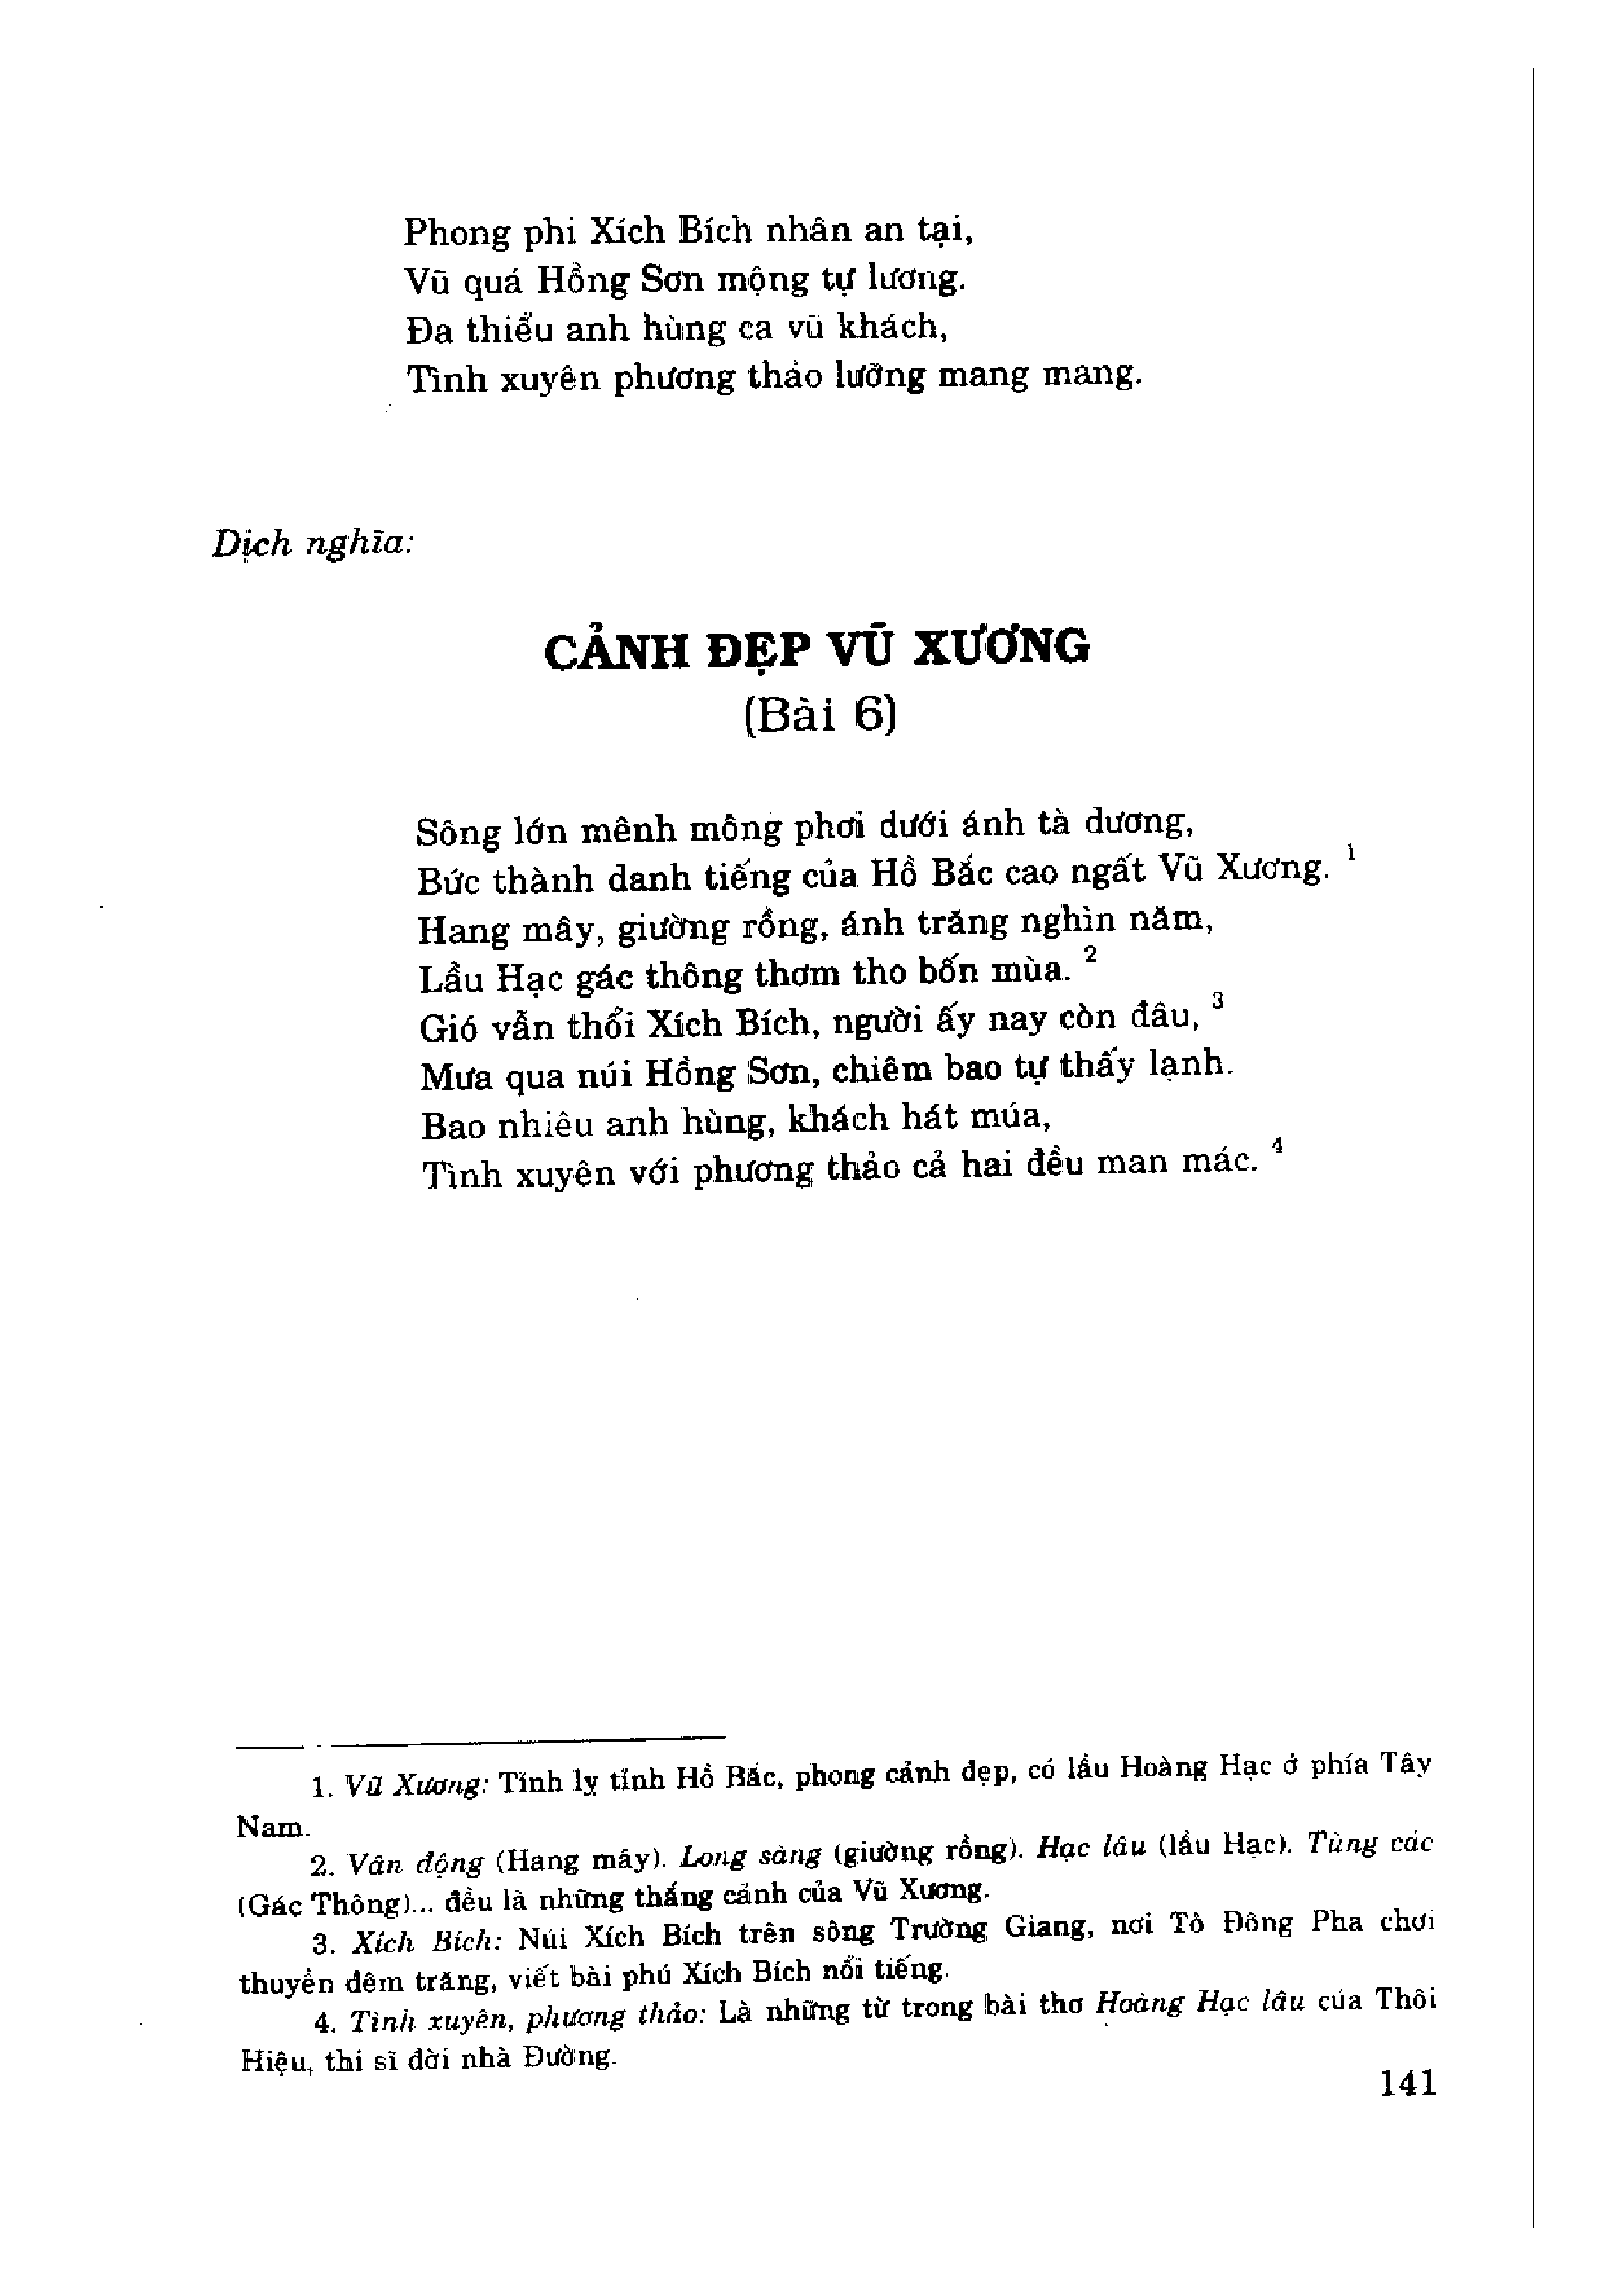 Phong phi Xích Bích nhân an tại,
Vũ quá Hồng Sơn mộng tự lương.
Đa thiểu anh hùng ca vũ khách,
Tình xuyên phương thảo lưỡng mang mang.
Dịch nghĩa:
CẢNH ĐẸP VŨ XƯƠNG
(Bài 6)
Sông lớn mênh mông phơi dưới ánh tà dương,
Bức thành danh tiếng của Hồ Bắc cao ngất Vũ Xương. 1
Hang mây, giường rồng, ánh trăng nghìn năm,
Lầu Hạc gác thông thơm tho bốn mùa. 2
Gió vẫn thổi Xích Bích, người ấy nay còn đâu, 3
Mưa qua núi Hồng Sơn, chiêm bao tự thấy lạnh.
Bao nhiêu anh hùng, khách hát múa,
Tình xuyên với phương thảo cả hai đều man mác. 4
1. Vũ Xương: Tỉnh lỵ tỉnh Hồ Bắc, phong cảnh đẹp, có lầu Hoàng Hạc ở phía Tây
Nam.
2. Vân động (Hang mây). Long sàng (giường rồng). Hạc lâu (lầu Hạc). Tùng các
(Gác Thông)... đều là những thắng cảnh của Vũ Xương.
3. Xích Bích: Núi Xích Bích trên sông Trường Giang, nơi Tô Đông Pha chơi
thuyền đêm trăng, viết bài phú Xích Bích nổi tiếng.
4. Tình xuyên, phương thảo: Là những từ trong bài thơ Hoàng Hạc lâu của Thôi
Hiệu, thi sĩ đời nhà Đường.
141